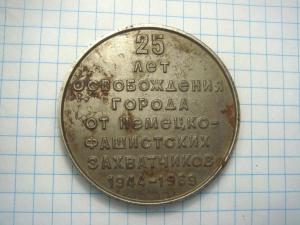 25
ЛЕТ
ОСВОБОЖДЕНИЯ
ГОРОДА
ОТ НЕМЕЦКО-
ФАШИСТСКИХ
ЗАХВАТЧИКОВ
1944-1969